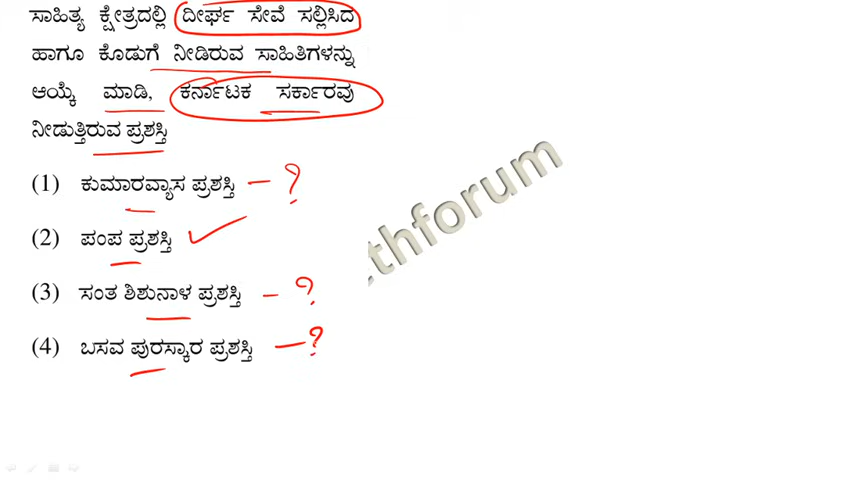 ಸಾಹಿತ್ಯ ಕ್ಷೇತ್ರದಲ್ಲಿ ದೀರ್ಘ ಸೇವೆ ಸಲ್ಲಿಸಿದ
ಹಾಗೂ ಕೊಡುಗೆ ನೀಡಿರುವ ಸಾಹಿತಿಗಳನ್ನು
ಆಯ್ಕೆ ಮಾಡಿ, ಕರ್ನಾಟಕ ಸರ್ಕಾರವು
ನೀಡುತ್ತಿರುವ ಪ್ರಶಸ್ತಿ
(1) ಕುಮಾರವ್ಯಾಸ ಪ್ರಶಸ್ತಿ – ?
(2) ಪಂಪ ಪ್ರಶಸ್ತಿ ✓
(3) ಸಂತ ಶಿಶುನಾಳ ಪ್ರಶಸ್ತಿ – ?
(4) ಬಸವ ಪುರಸ್ಕಾರ ಪ್ರಶಸ್ತಿ – ?
thforum